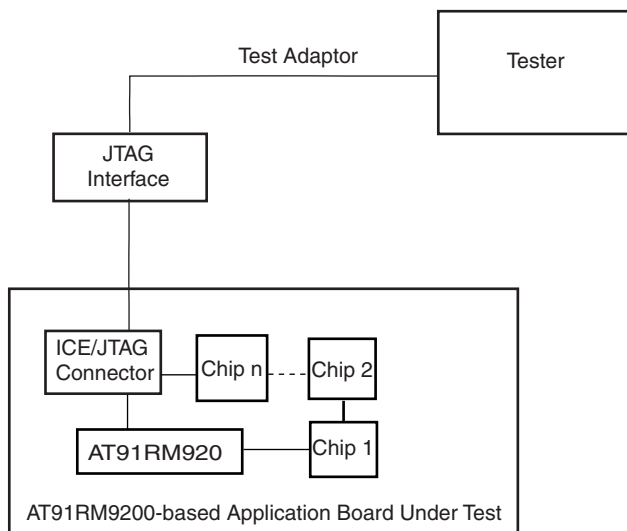 Test Adaptor
Tester
JTAG
Interface
ICE/JTAG
Connector
Chip n
Chip 2
AT91RM920
Chip 1
AT91RM9200-based Application Board Under Test